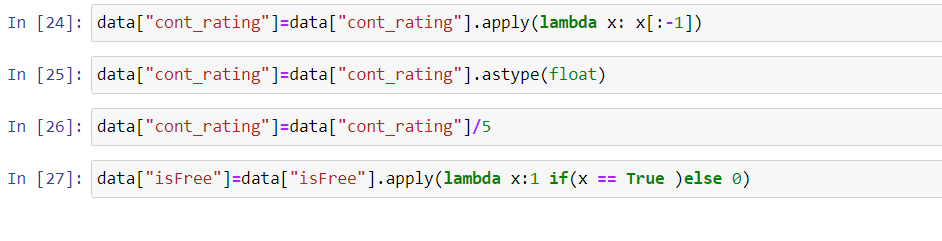 In [24]: data["cont_rating"]=data["cont_rating"].apply(lambda x: x[:-1])
In [25]: data["cont_rating"]=data["cont_rating"].astype(float)
In [26]: data["cont_rating"]=data["cont_rating"]/5
In [27]: data["isFree"]=data["isFree"].apply(lambda x:1 if(x == True )else 0)